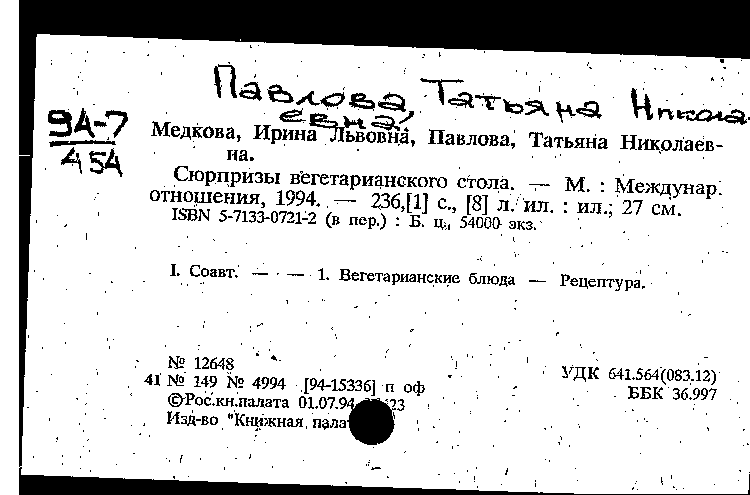 Павлова, Татьяна Никола-
евна,
94-7
454
Медкова, Ирина Львовна, Павлова, Татьяна Николаев-
на.
Сюрпризы вегетарианского стола. — М. : Междунар.
отношения, 1994. — 236,[1] с., [8] л. ил. : ил.; 27 см.
ISBN 5-7133-0721-2 (в пер.) : Б. ц., 54000 экз.
I. Соавт. — — 1. Вегетарианские блюда — Рецептура.
№ 12648
41 № 149 № 4994 [94-15336] п оф
©Рос.кн.палата 01.07.94 23
Изд-во "Книжная пала
УДК 641.564(083.12)
ББК 36.997